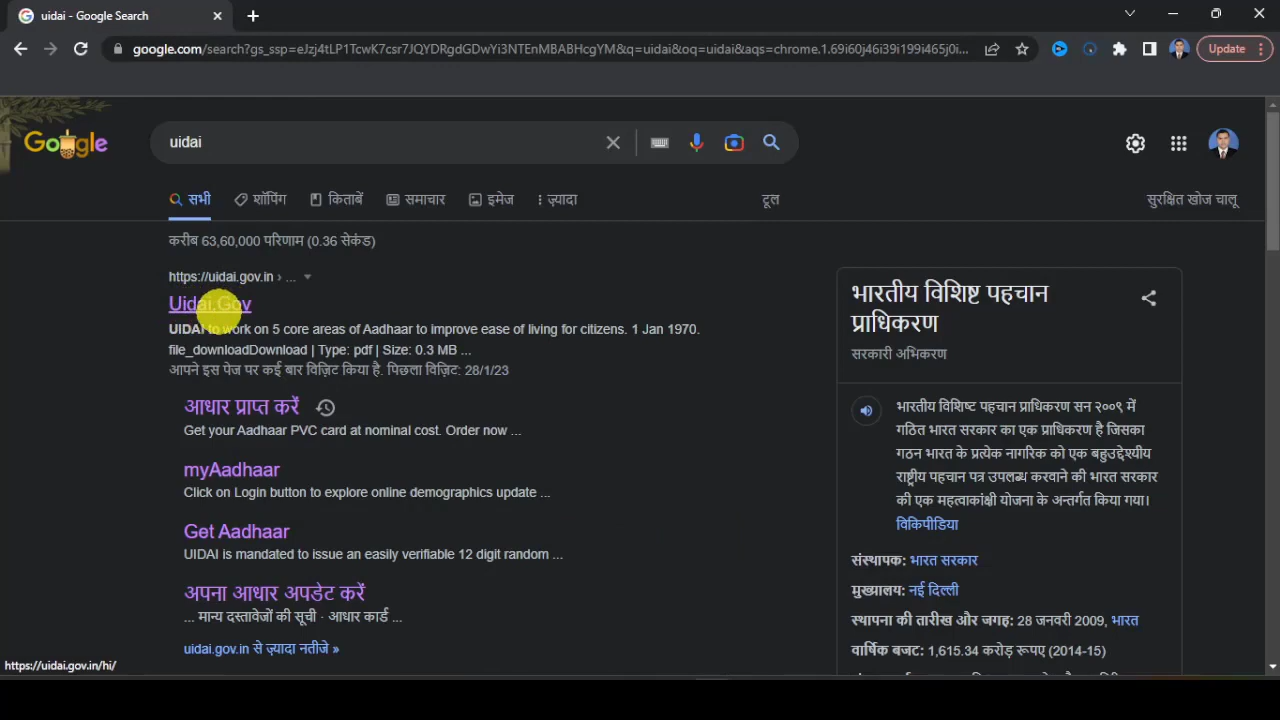 uidai - Google Search
google.com/search?gs_ssp=eJzj4tLP1TcwK7csr7JQYDRgdGDwYi3NTEnMBABHcgYM&q=uidai&oq=uidai&aqs=chrome.1.69i60j46i39i199i465j0i...
Update
Google
uidai
सभी
शॉपिंग
किताबें
समाचार
इमेज
ज़्यादा
टूल
सुरक्षित खोज चालू
करीब 63,60,000 परिणाम (0.36 सेकंड)
https://uidai.gov.in › ...
Uidai.Gov
UIDAI to work on 5 core areas of Aadhaar to improve ease of living for citizens. 1 Jan 1970.
file_downloadDownload | Type: pdf | Size: 0.3 MB ...
आपने इस पेज पर कई बार विज़िट किया है. पिछला विज़िट: 28/1/23
आधार प्राप्त करें
Get your Aadhaar PVC card at nominal cost. Order now ...
myAadhaar
Click on Login button to explore online demographics update ...
Get Aadhaar
UIDAI is mandated to issue an easily verifiable 12 digit random ...
अपना आधार अपडेट करें
... मान्य दस्तावेजों की सूची · आधार कार्ड ...
uidai.gov.in से ज़्यादा नतीजे »
https://uidai.gov.in/hi/
भारतीय विशिष्ट पहचान
प्राधिकरण
सरकारी अभिकरण
भारतीय विशिष्ट पहचान प्राधिकरण सन २००९ में
गठित भारत सरकार का एक प्राधिकरण है जिसका
गठन भारत के प्रत्येक नागरिक को एक बहुउद्देश्यीय
राष्ट्रीय पहचान पत्र उपलब्ध करवाने की भारत सरकार
की एक महत्वाकांक्षी योजना के अन्तर्गत किया गया।
विकिपीडिया
संस्थापक: भारत सरकार
मुख्यालय: नई दिल्ली
स्थापना की तारीख और जगह: 28 जनवरी 2009, भारत
वार्षिक बजट: 1,615.34 करोड़ रूपए (2014-15)